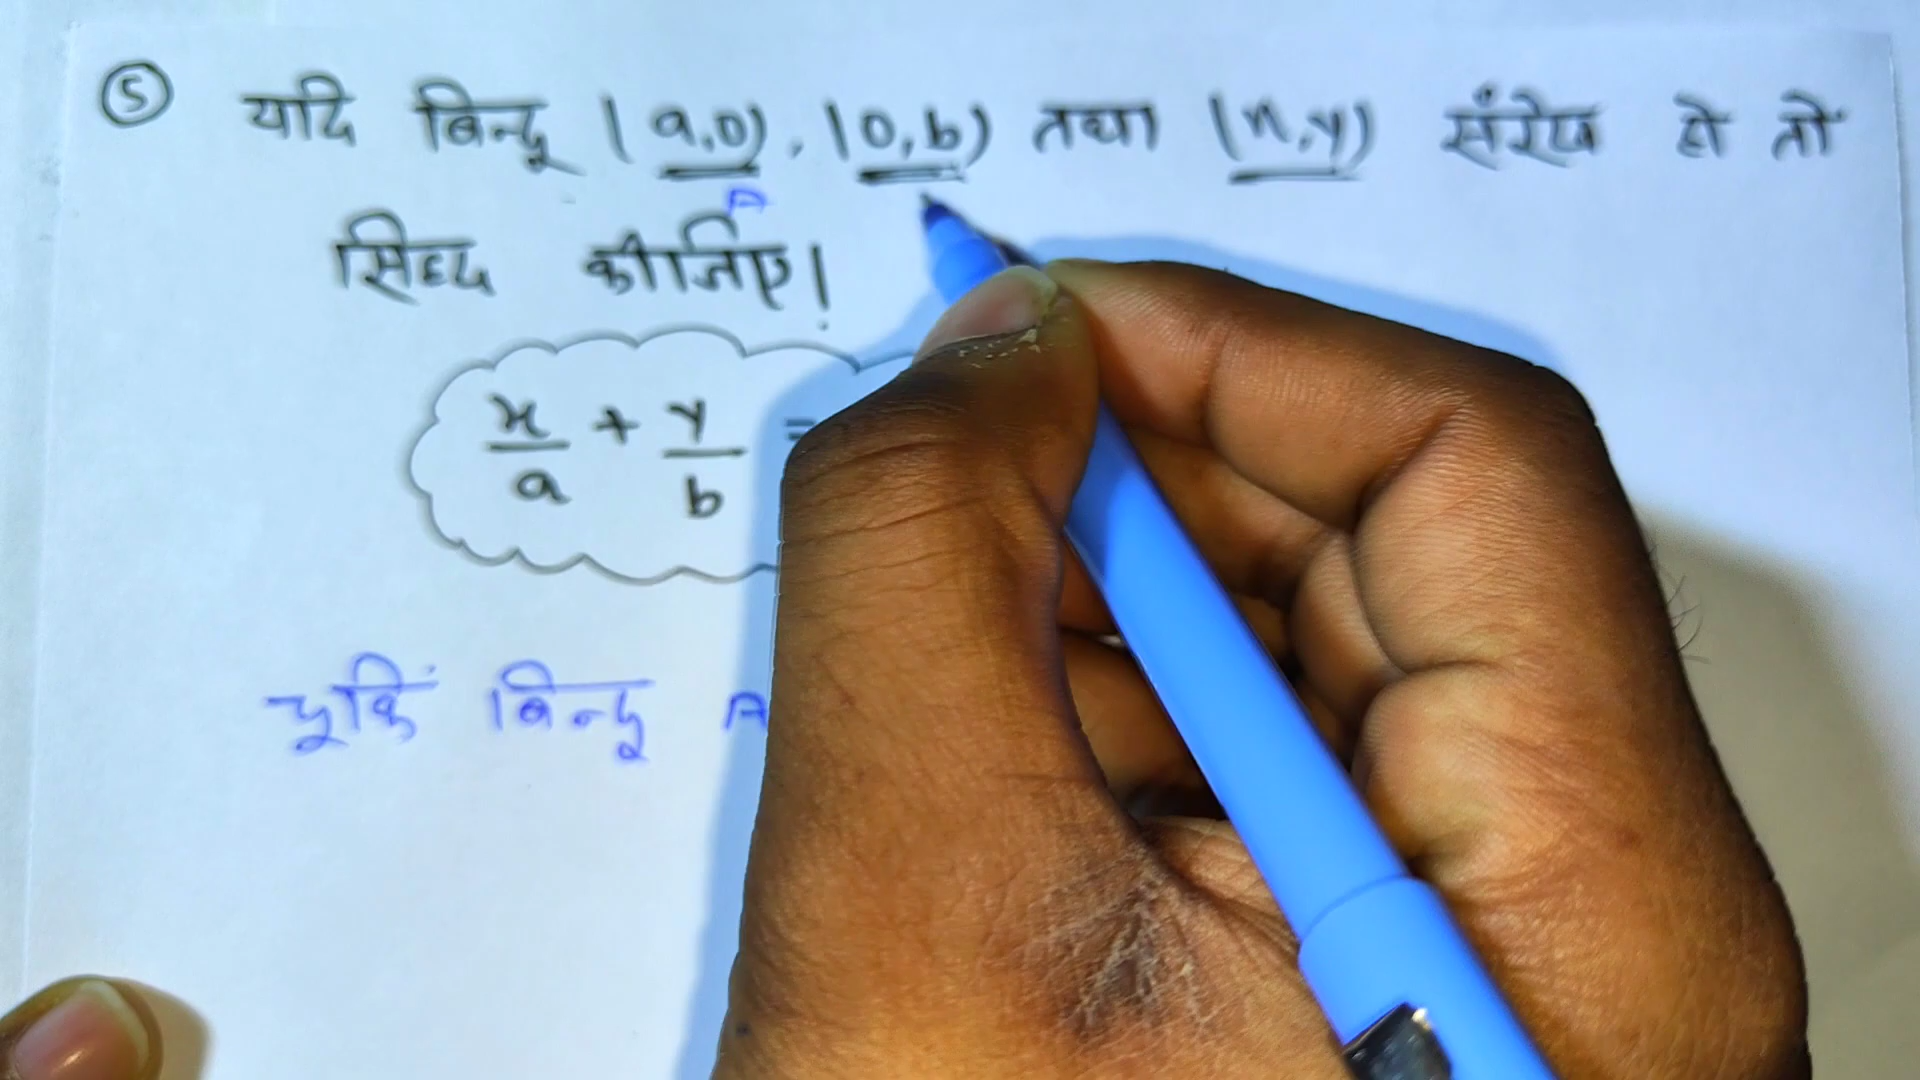 ⑤ यदि बिन्दू (a,0), (0,b) तथा (x,y) संरेख हो तो
A
सिद्ध कीजिए!
x/a + y/b =
चूकिं बिन्दू A